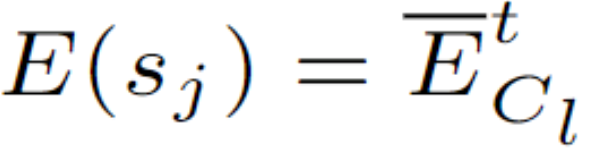 $E(s_j) = \overline{E}^t_{C_l}$